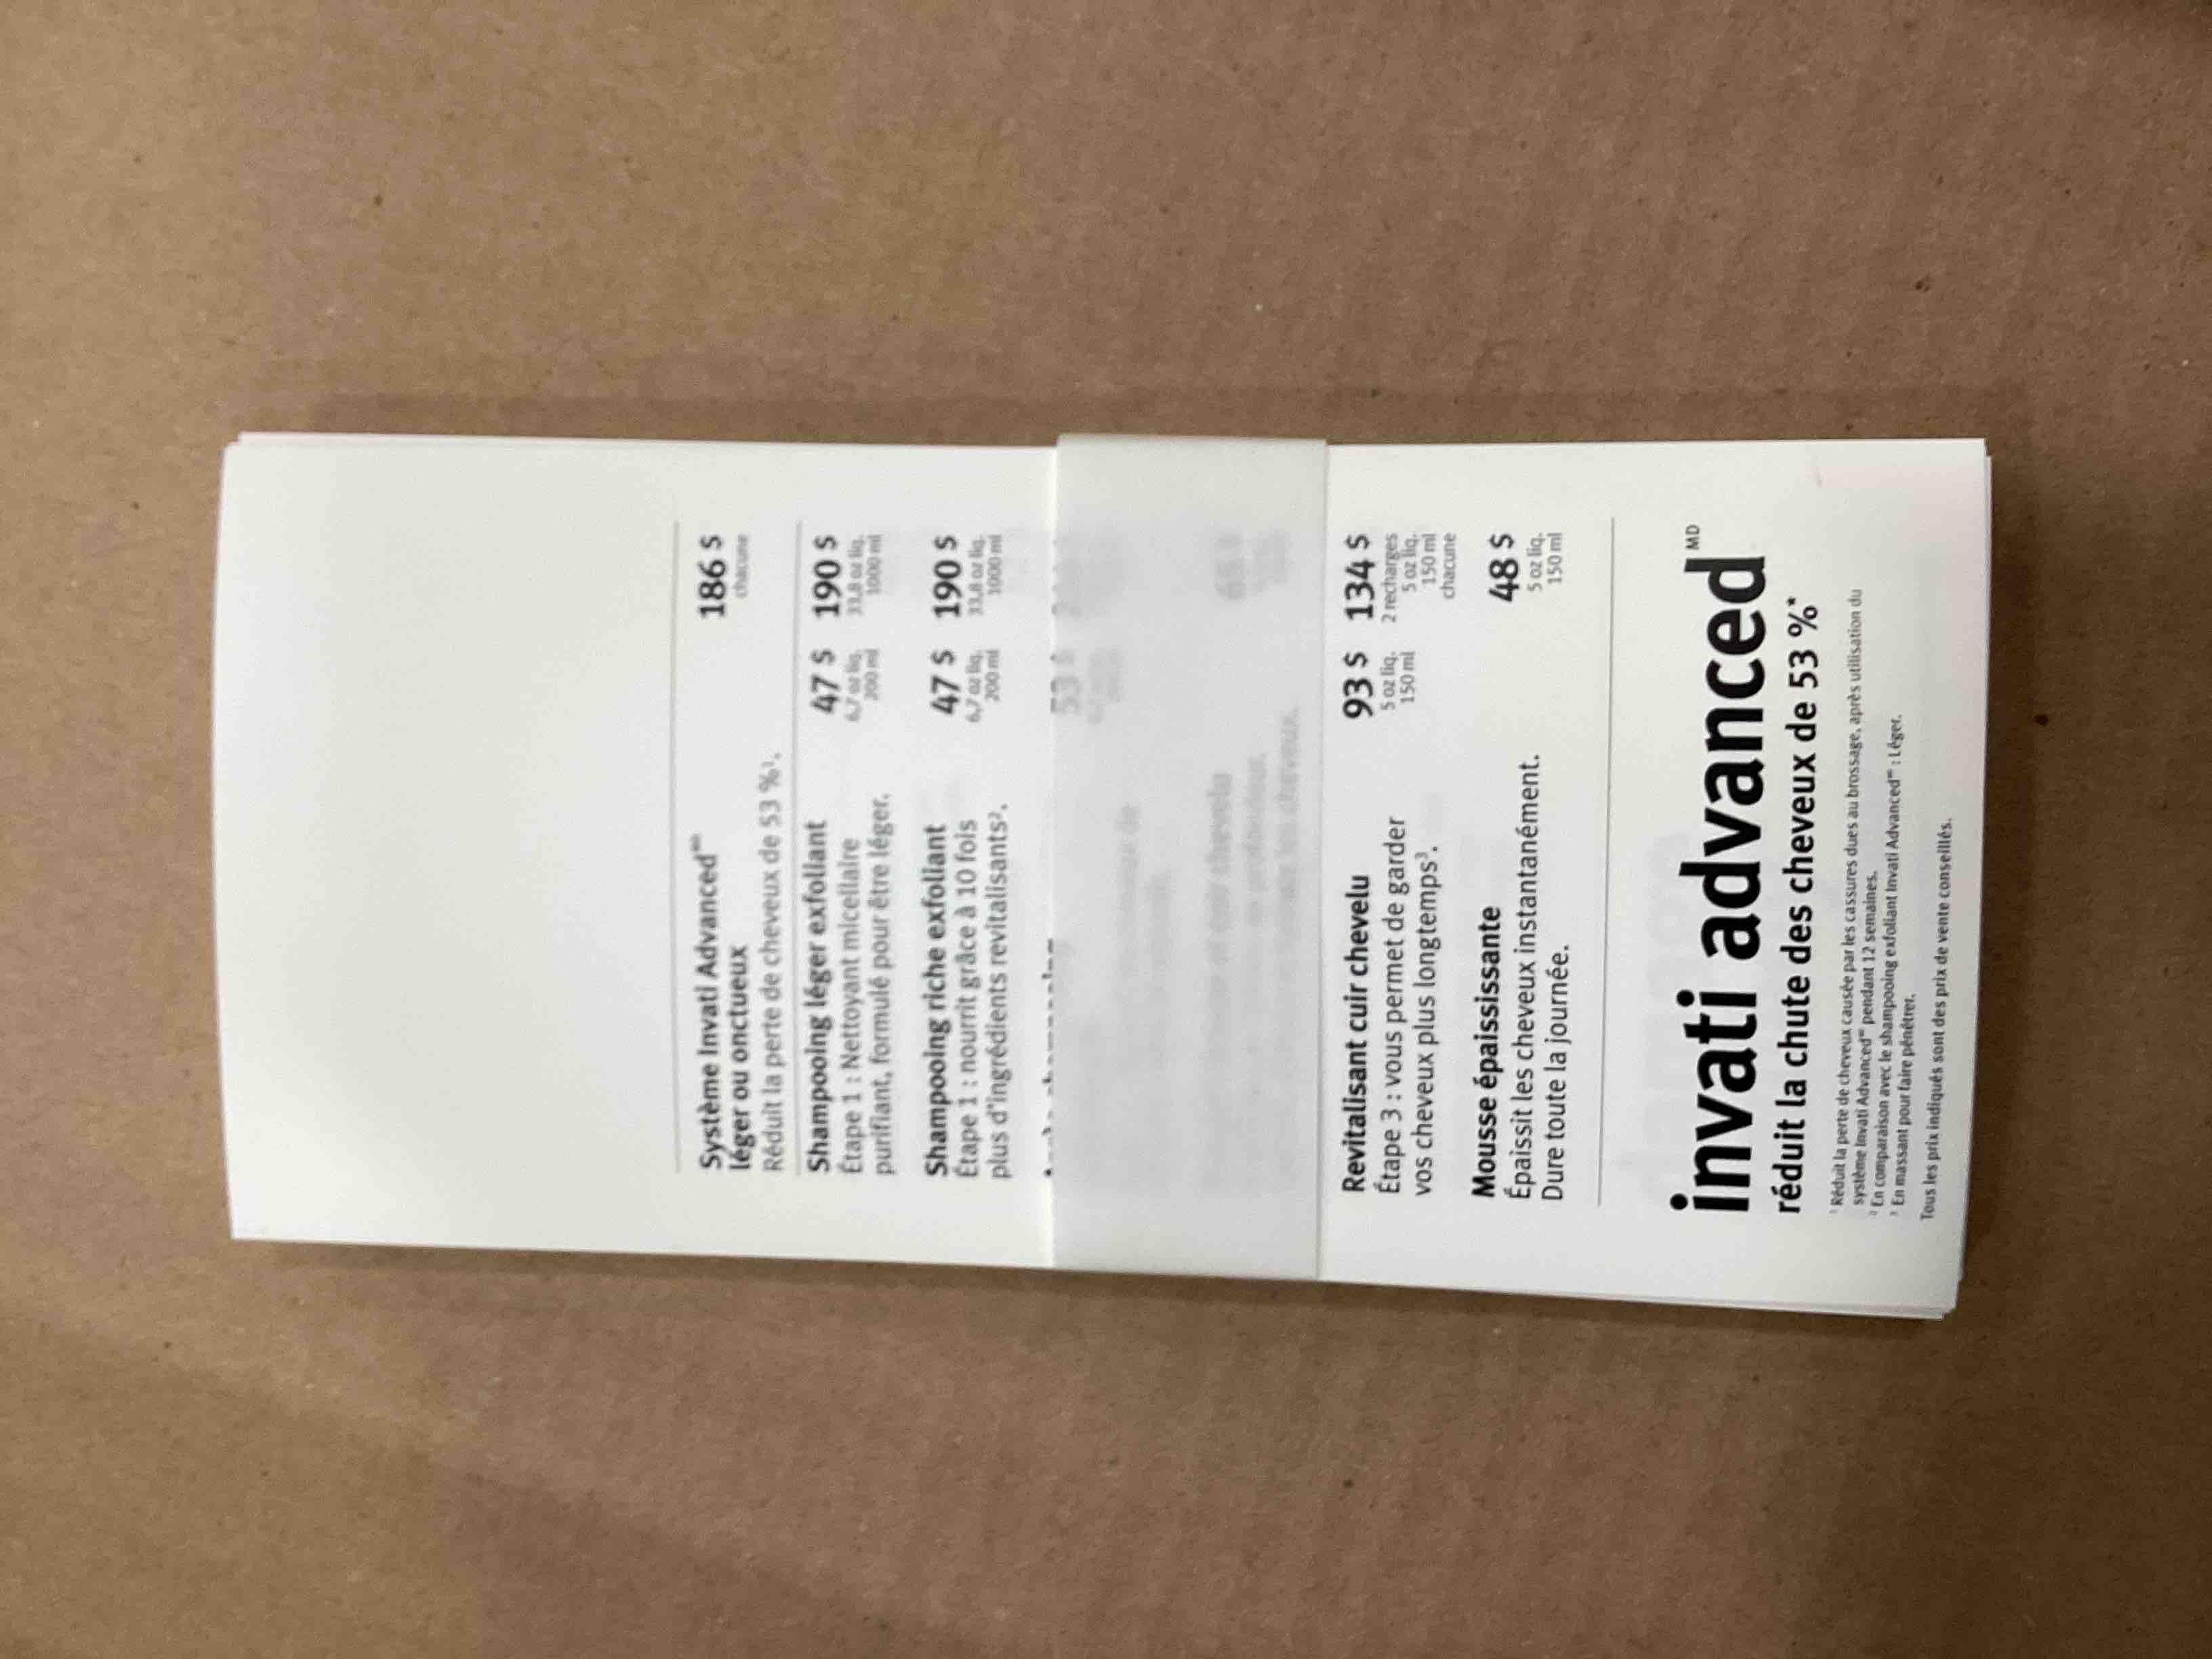 Système Invati Advanced
léger ou onctueux
186 $
chacune
Réduit la perte de cheveux de 53 %¹.
Shampooing léger exfoliant
47 $ 190 $
Étape 1 : Nettoyant micellaire
6,7 oz liq. 33,8 oz liq.
purifiant, formulé pour être léger.
200 ml 1000 ml
Shampooing riche exfoliant
47 $ 190 $
Étape 1 : nourrit grâce à 10 fois
6,7 oz liq. 33,8 oz liq.
plus d'ingrédients revitalisants².
200 ml 1000 ml
53 $
cuir chevelu
cheveux.
Revitalisant cuir chevelu
93 $ 134 $
Étape 3 : vous permet de garder
5 oz liq. 2 recharges
150 ml 5 oz liq.
vos cheveux plus longtemps³.
150 ml
chacune
Mousse épaississante
48 $
Épaissit les cheveux instantanément.
5 oz liq.
Dure toute la journée.
150 ml
invati advanced MD
réduit la chute des cheveux de 53 %*
¹ Réduit la perte de cheveux causée par les cassures dues au brossage, après utilisation du
système Invati Advanced pendant 12 semaines.
² En comparaison avec le shampooing exfoliant Invati Advanced : Léger.
³ En massant pour faire pénétrer.
Tous les prix indiqués sont des prix de vente conseillés.